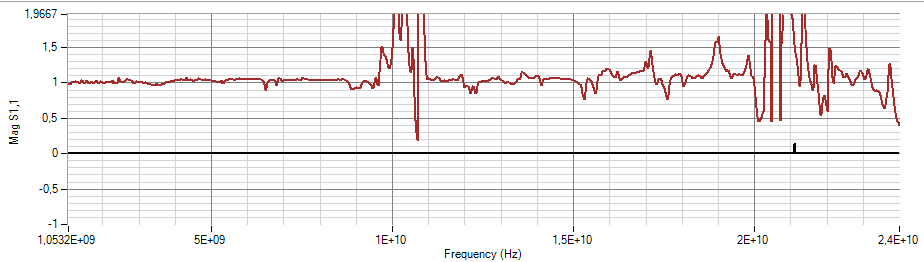 1,9667
1,5
1
0,5
0
-0,5
-1
Mag S1,1
1,0532E+09
5E+09
1E+10
1,5E+10
2E+10
2,4E+10
Frequency (Hz)